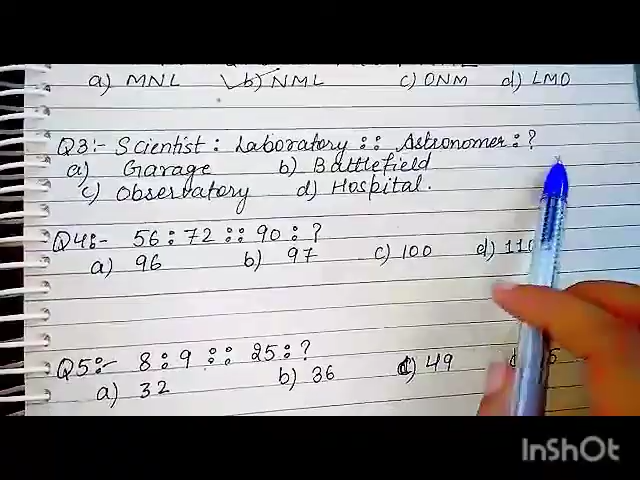 a) MNL b) NML c) ONM d) LMO
Q3:- Scientist : Laboratory :: Astronomer : ?
a) Garage b) Battlefield
c) Observatory d) Hospital.
Q4:- 56 : 72 :: 90 : ?
a) 96 b) 97 c) 100 d) 110
Q5:- 8 : 9 :: 25 : ?
a) 32 b) 36 c) 49
InShOt